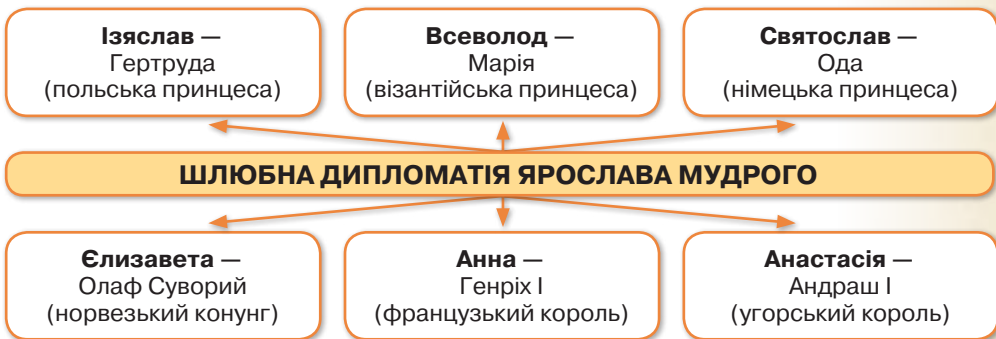 Ізяслав —
Гертруда
(польська принцеса)
Всеволод —
Марія
(візантійська принцеса)
Святослав —
Ода
(німецька принцеса)
ШЛЮБНА ДИПЛОМАТІЯ ЯРОСЛАВА МУДРОГО
Єлизавета —
Олаф Суворий
(норвезький конунг)
Анна —
Генріх І
(французький король)
Анастасія —
Андраш І
(угорський король)